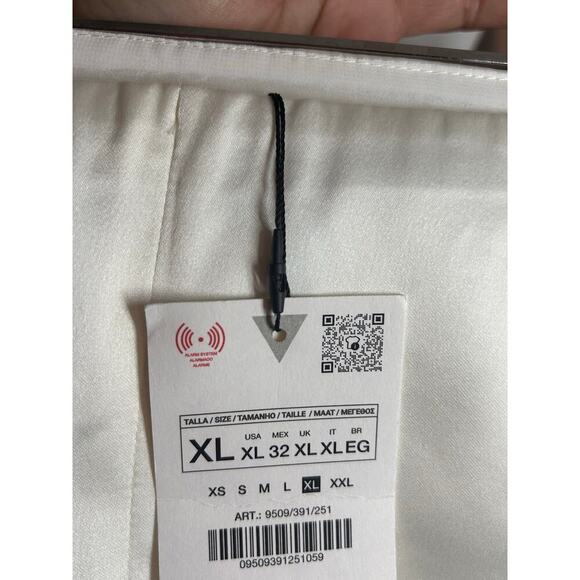 ALARM SYSTEM
ALARMADO
ALARME
TALLA / SIZE / TAMANHO / TAILLE / MAAT / ΜΕΓΕΘΟΣ
USA MEX UK IT BR
XL XL 32 XL XL EG
XS S M L XL XXL
ART.: 9509/391/251
09509391251059